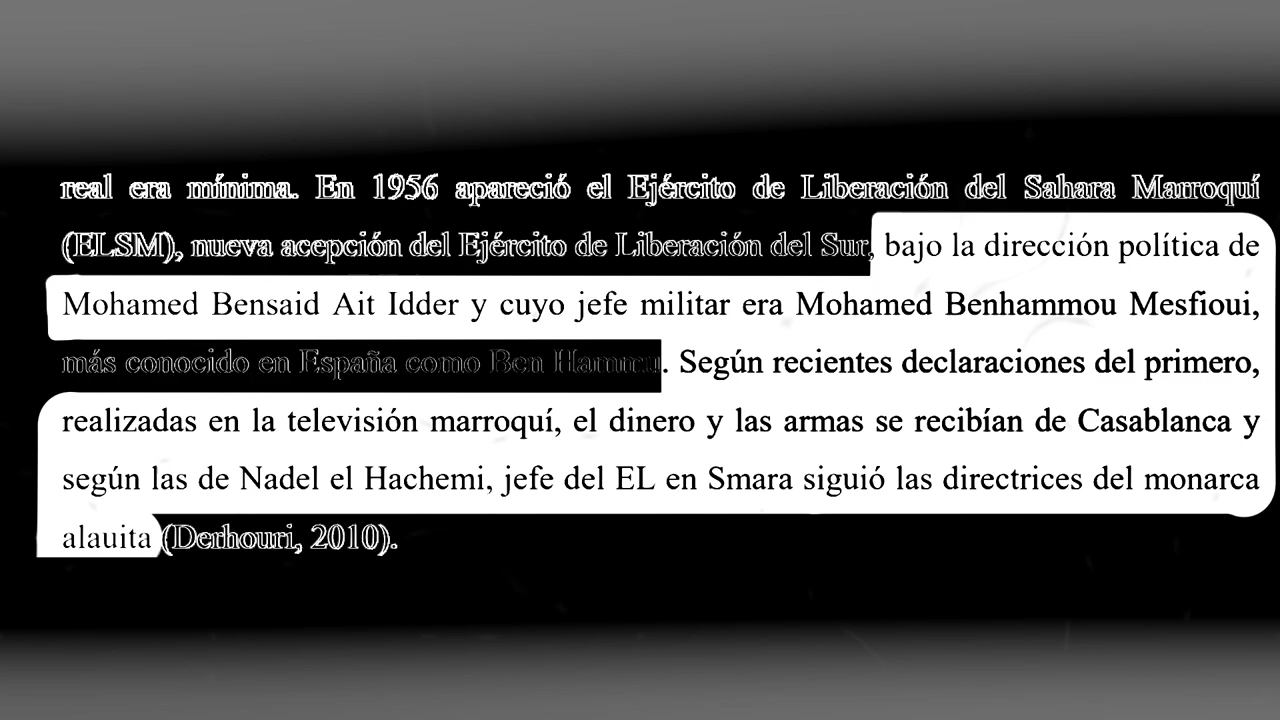 real era mínima. En 1956 apareció el Ejército de Liberación del Sahara Marroquí
(ELSM), nueva acepción del Ejército de Liberación del Sur, bajo la dirección política de
Mohamed Bensaid Ait Idder y cuyo jefe militar era Mohamed Benhammou Mesfioui,
más conocido en España como Ben Hammu. Según recientes declaraciones del primero,
realizadas en la televisión marroquí, el dinero y las armas se recibían de Casablanca y
según las de Nadel el Hachemi, jefe del EL en Smara siguió las directrices del monarca
alauita (Derhouri, 2010).